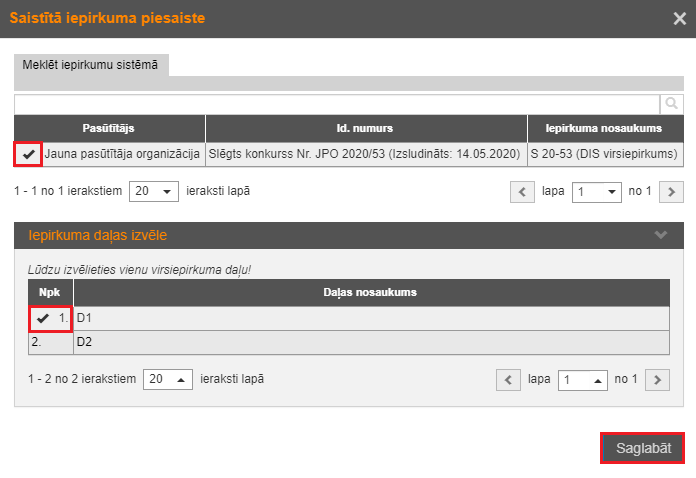 Saistītā iepirkuma piesaiste
Meklēt iepirkumu sistēmā
Pasūtītājs Id. numurs Iepirkuma nosaukums
Jauna pasūtītāja organizācija Slēgts konkurss Nr. JPO 2020/53 (Izsludināts: 14.05.2020) S 20-53 (DIS virsiepirkums)
1 - 1 no 1 ierakstiem 20 ieraksti lapā lapa 1 no 1
Iepirkuma daļas izvēle
Lūdzu izvēlieties vienu virsiepirkuma daļu!
Npk Daļas nosaukums
1. D1
2. D2
1 - 2 no 2 ierakstiem 20 ieraksti lapā lapa 1 no 1
Saglabāt